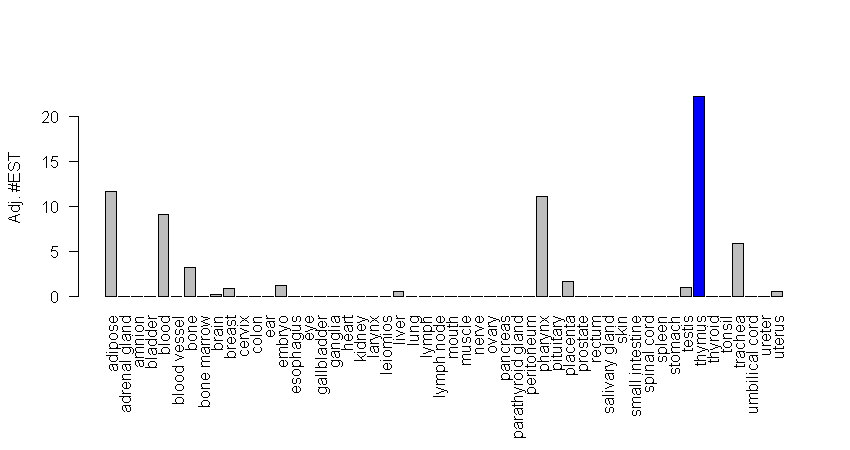 Adj. #EST
20
15
10
5
0
adipose
adrenal gland
amnion
bladder
blood
blood vessel
bone
bone marrow
brain
breast
cervix
colon
ear
embryo
esophagus
eye
gallbladder
ganglia
heart
kidney
larynx
leiomios
liver
lung
lymph
lymph node
mouth
muscle
nerve
ovary
pancreas
parathyroid gland
peritoneum
pharynx
pituitary
placenta
prostate
rectum
salivary gland
skin
small intestine
spinal cord
spleen
stomach
testis
thymus
thyroid
tonsil
trachea
umbilical cord
ureter
uterus